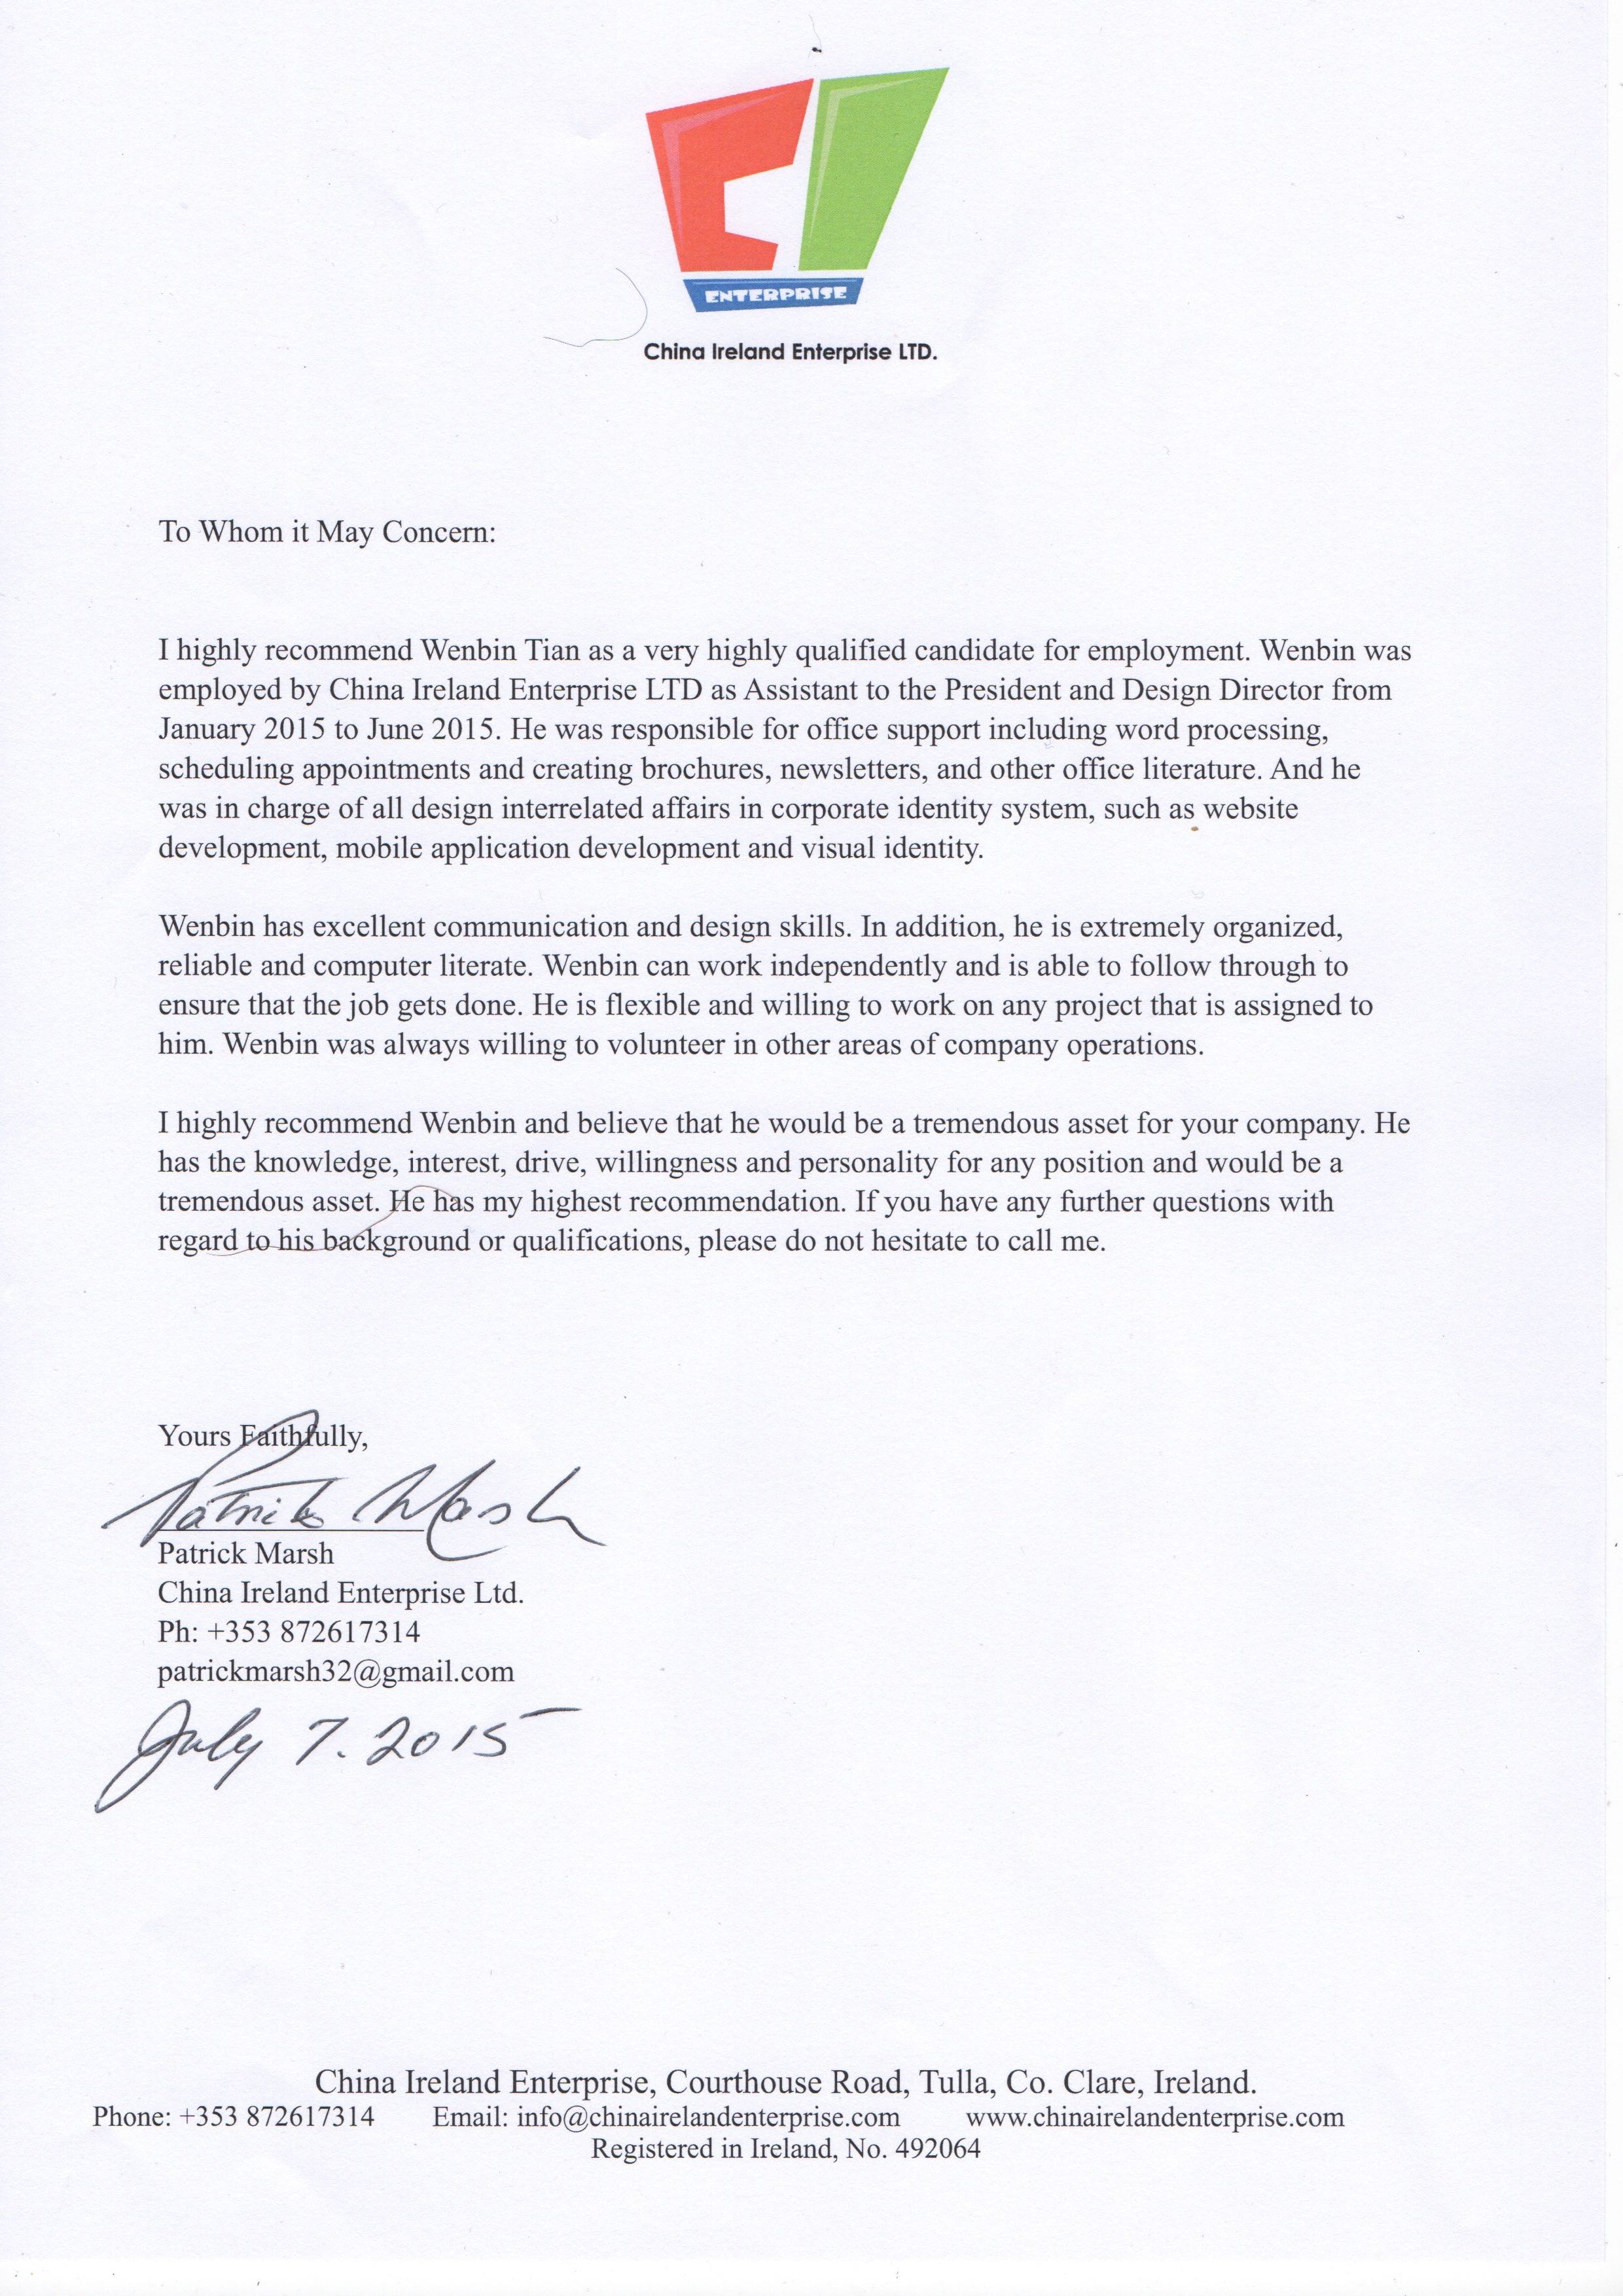 CI
ENTERPRISE
China Ireland Enterprise LTD.
To Whom it May Concern:
I highly recommend Wenbin Tian as a very highly qualified candidate for employment. Wenbin was
employed by China Ireland Enterprise LTD as Assistant to the President and Design Director from
January 2015 to June 2015. He was responsible for office support including word processing,
scheduling appointments and creating brochures, newsletters, and other office literature. And he
was in charge of all design interrelated affairs in corporate identity system, such as website
development, mobile application development and visual identity.
Wenbin has excellent communication and design skills. In addition, he is extremely organized,
reliable and computer literate. Wenbin can work independently and is able to follow through to
ensure that the job gets done. He is flexible and willing to work on any project that is assigned to
him. Wenbin was always willing to volunteer in other areas of company operations.
I highly recommend Wenbin and believe that he would be a tremendous asset for your company. He
has the knowledge, interest, drive, willingness and personality for any position and would be a
tremendous asset. He has my highest recommendation. If you have any further questions with
regard to his background or qualifications, please do not hesitate to call me.
Yours Faithfully,
Patrick Marsh
Patrick Marsh
China Ireland Enterprise Ltd.
Ph: +353 872617314
patrickmarsh32@gmail.com
July 7. 2015
China Ireland Enterprise, Courthouse Road, Tulla, Co. Clare, Ireland.
Phone: +353 872617314 Email: info@chinairelandenterprise.com www.chinairelandenterprise.com
Registered in Ireland, No. 492064